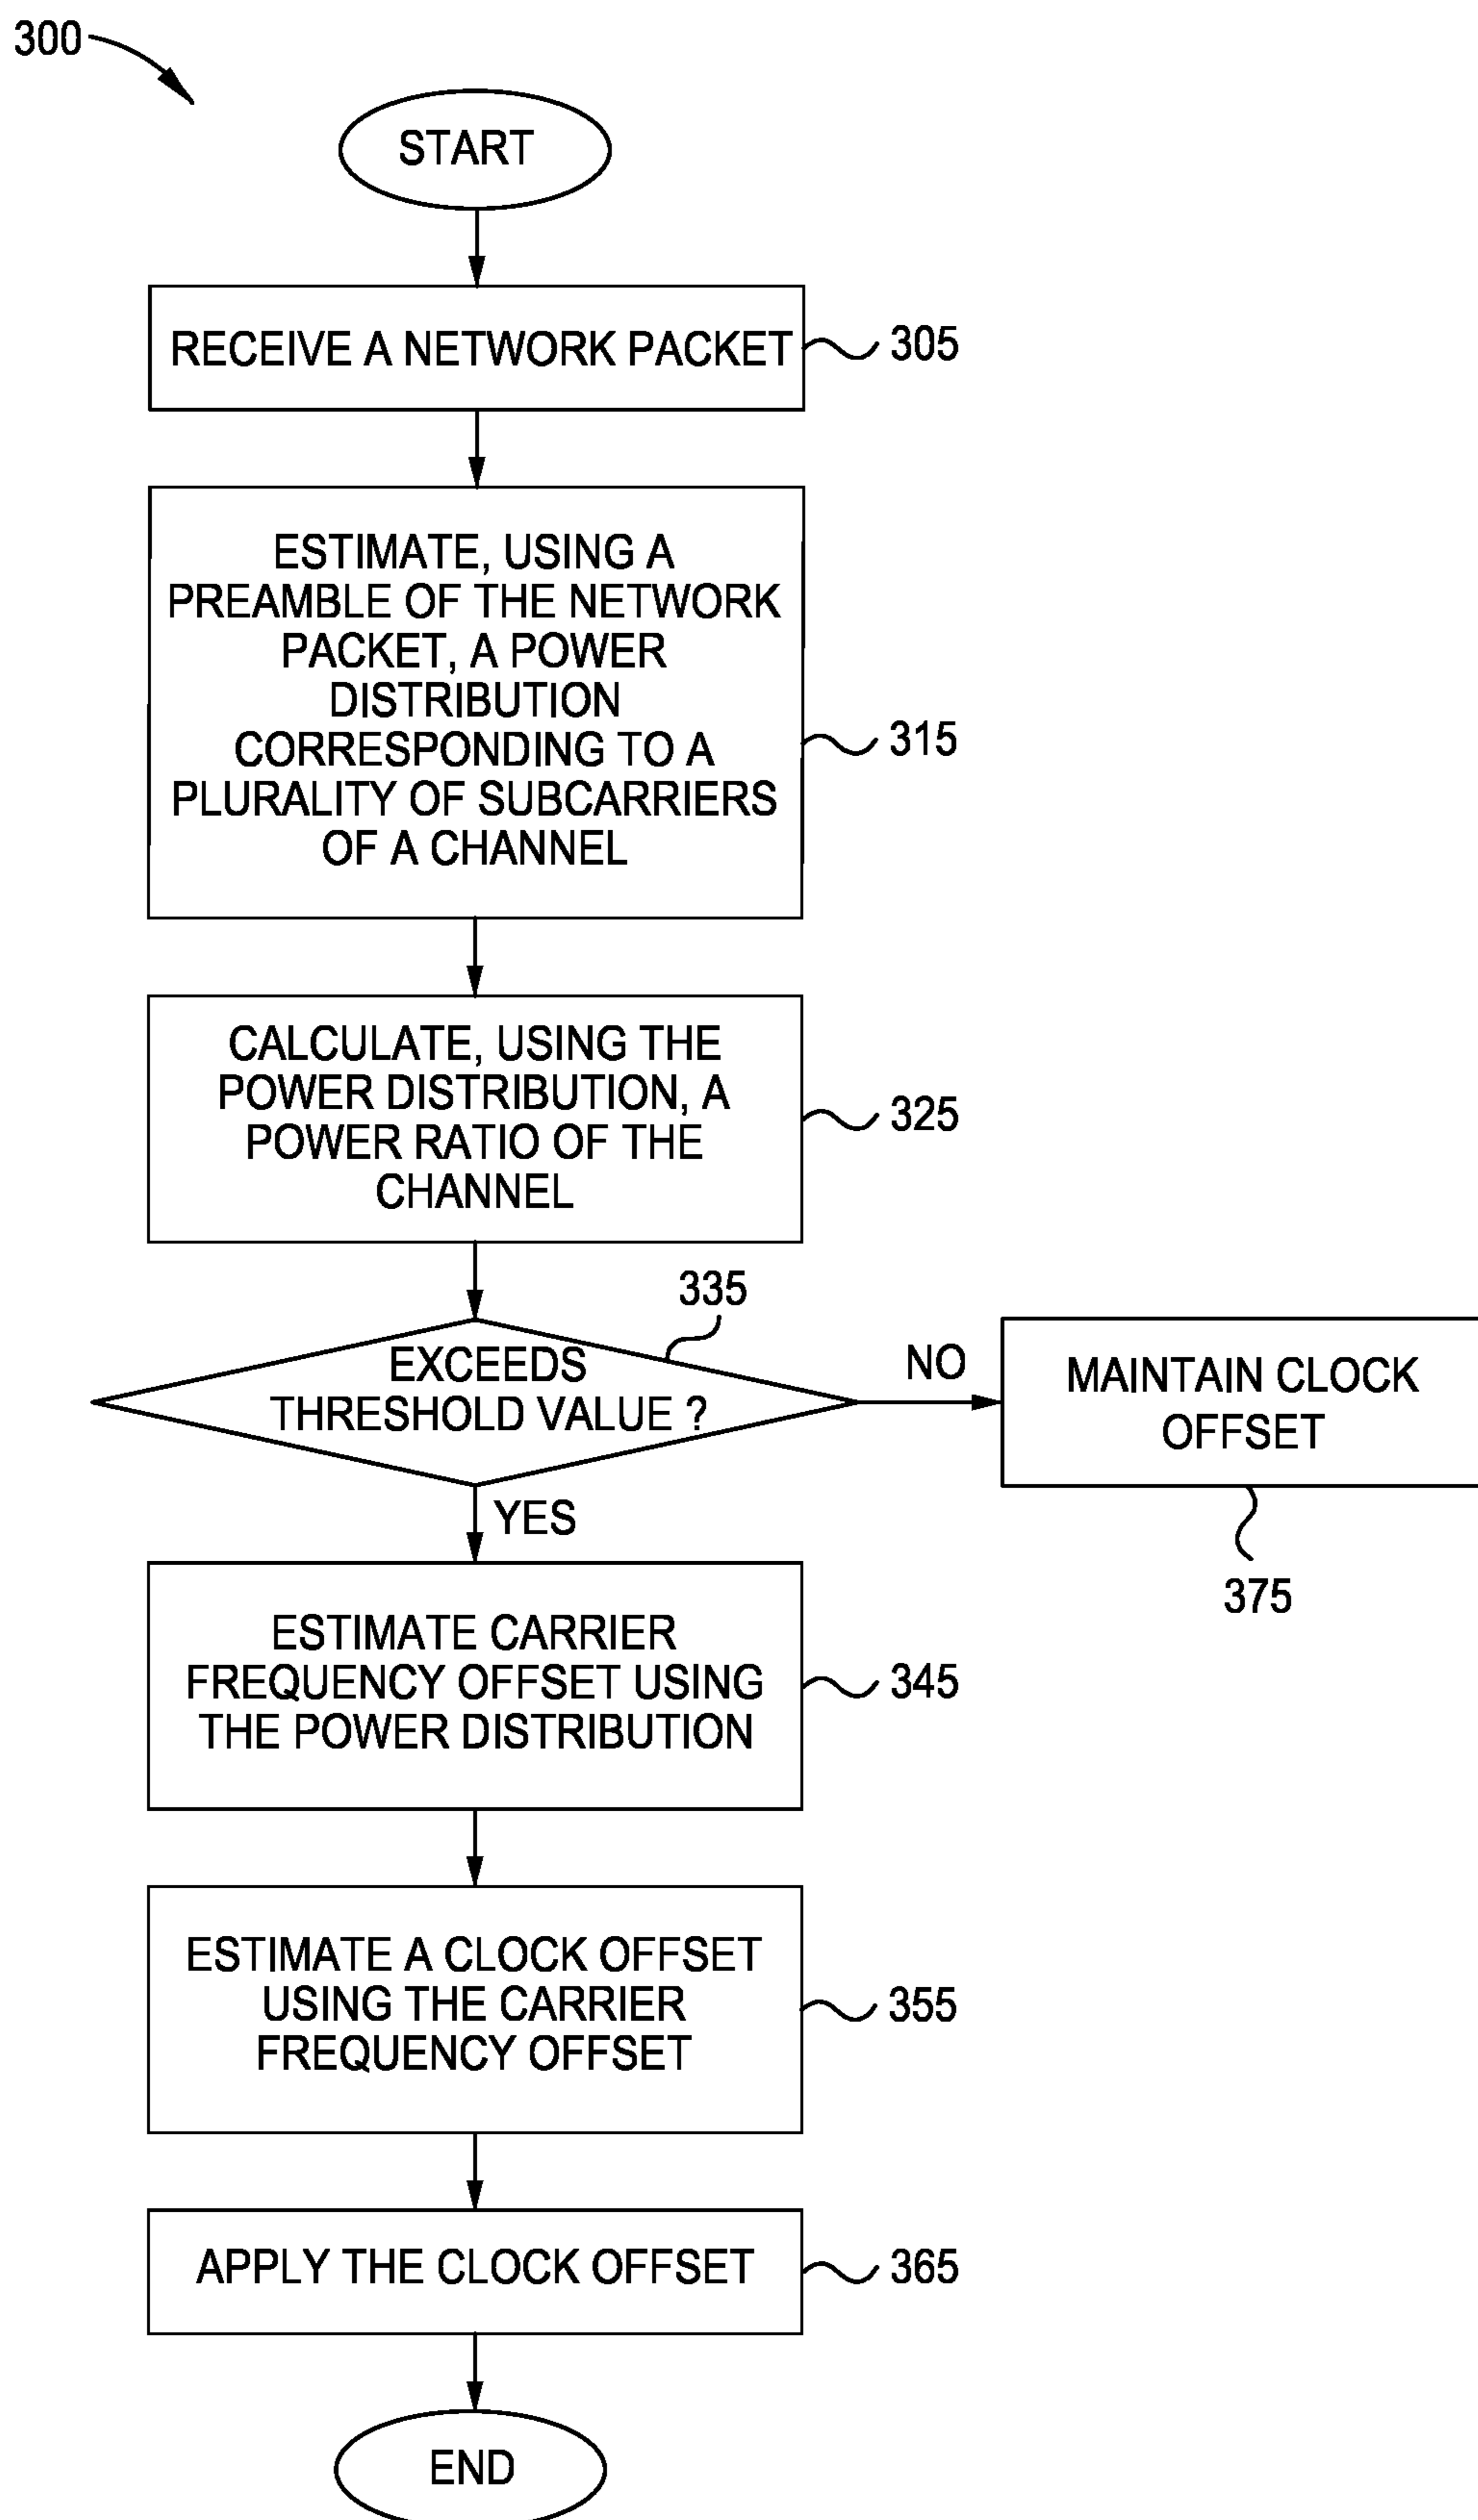 300
START
RECEIVE A NETWORK PACKET
305
ESTIMATE, USING A
PREAMBLE OF THE NETWORK
PACKET, A POWER
DISTRIBUTION
CORRESPONDING TO A
PLURALITY OF SUBCARRIERS
OF A CHANNEL
315
CALCULATE, USING THE
POWER DISTRIBUTION, A
POWER RATIO OF THE
CHANNEL
325
335
EXCEEDS
THRESHOLD VALUE ?
NO
MAINTAIN CLOCK
OFFSET
375
YES
ESTIMATE CARRIER
FREQUENCY OFFSET USING
THE POWER DISTRIBUTION
345
ESTIMATE A CLOCK OFFSET
USING THE CARRIER
FREQUENCY OFFSET
355
APPLY THE CLOCK OFFSET
365
END